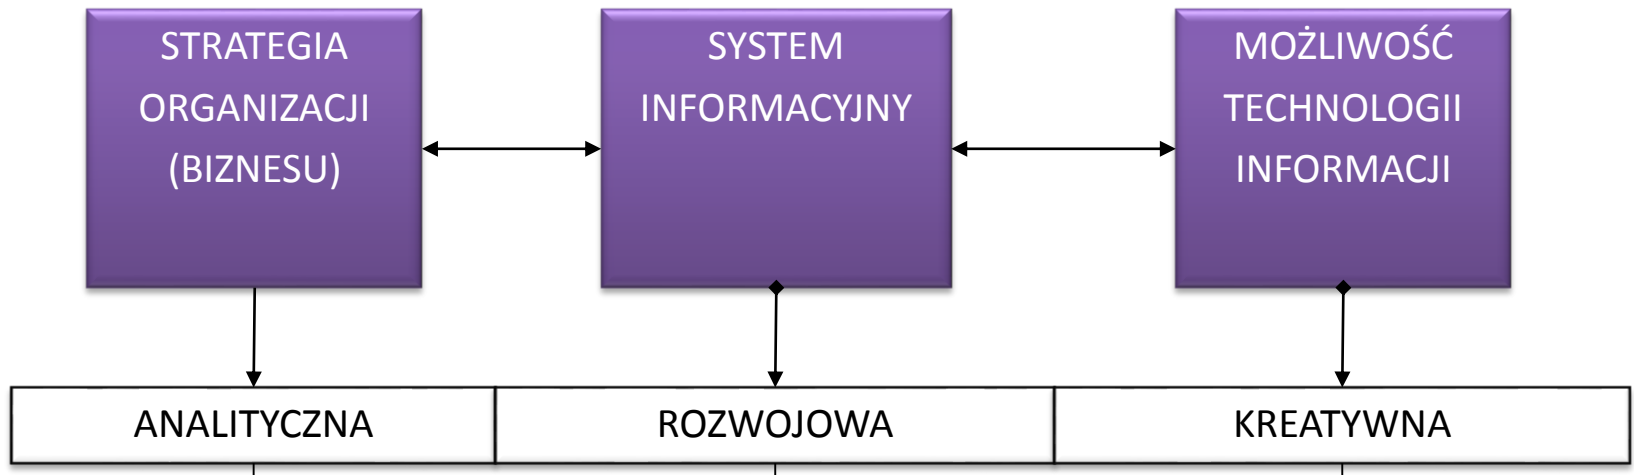 STRATEGIA
ORGANIZACJI
(BIZNESU)
SYSTEM
INFORMACYJNY
MOŻLIWOŚĆ
TECHNOLOGII
INFORMACJI
ANALITYCZNA
ROZWOJOWA
KREATYWNA